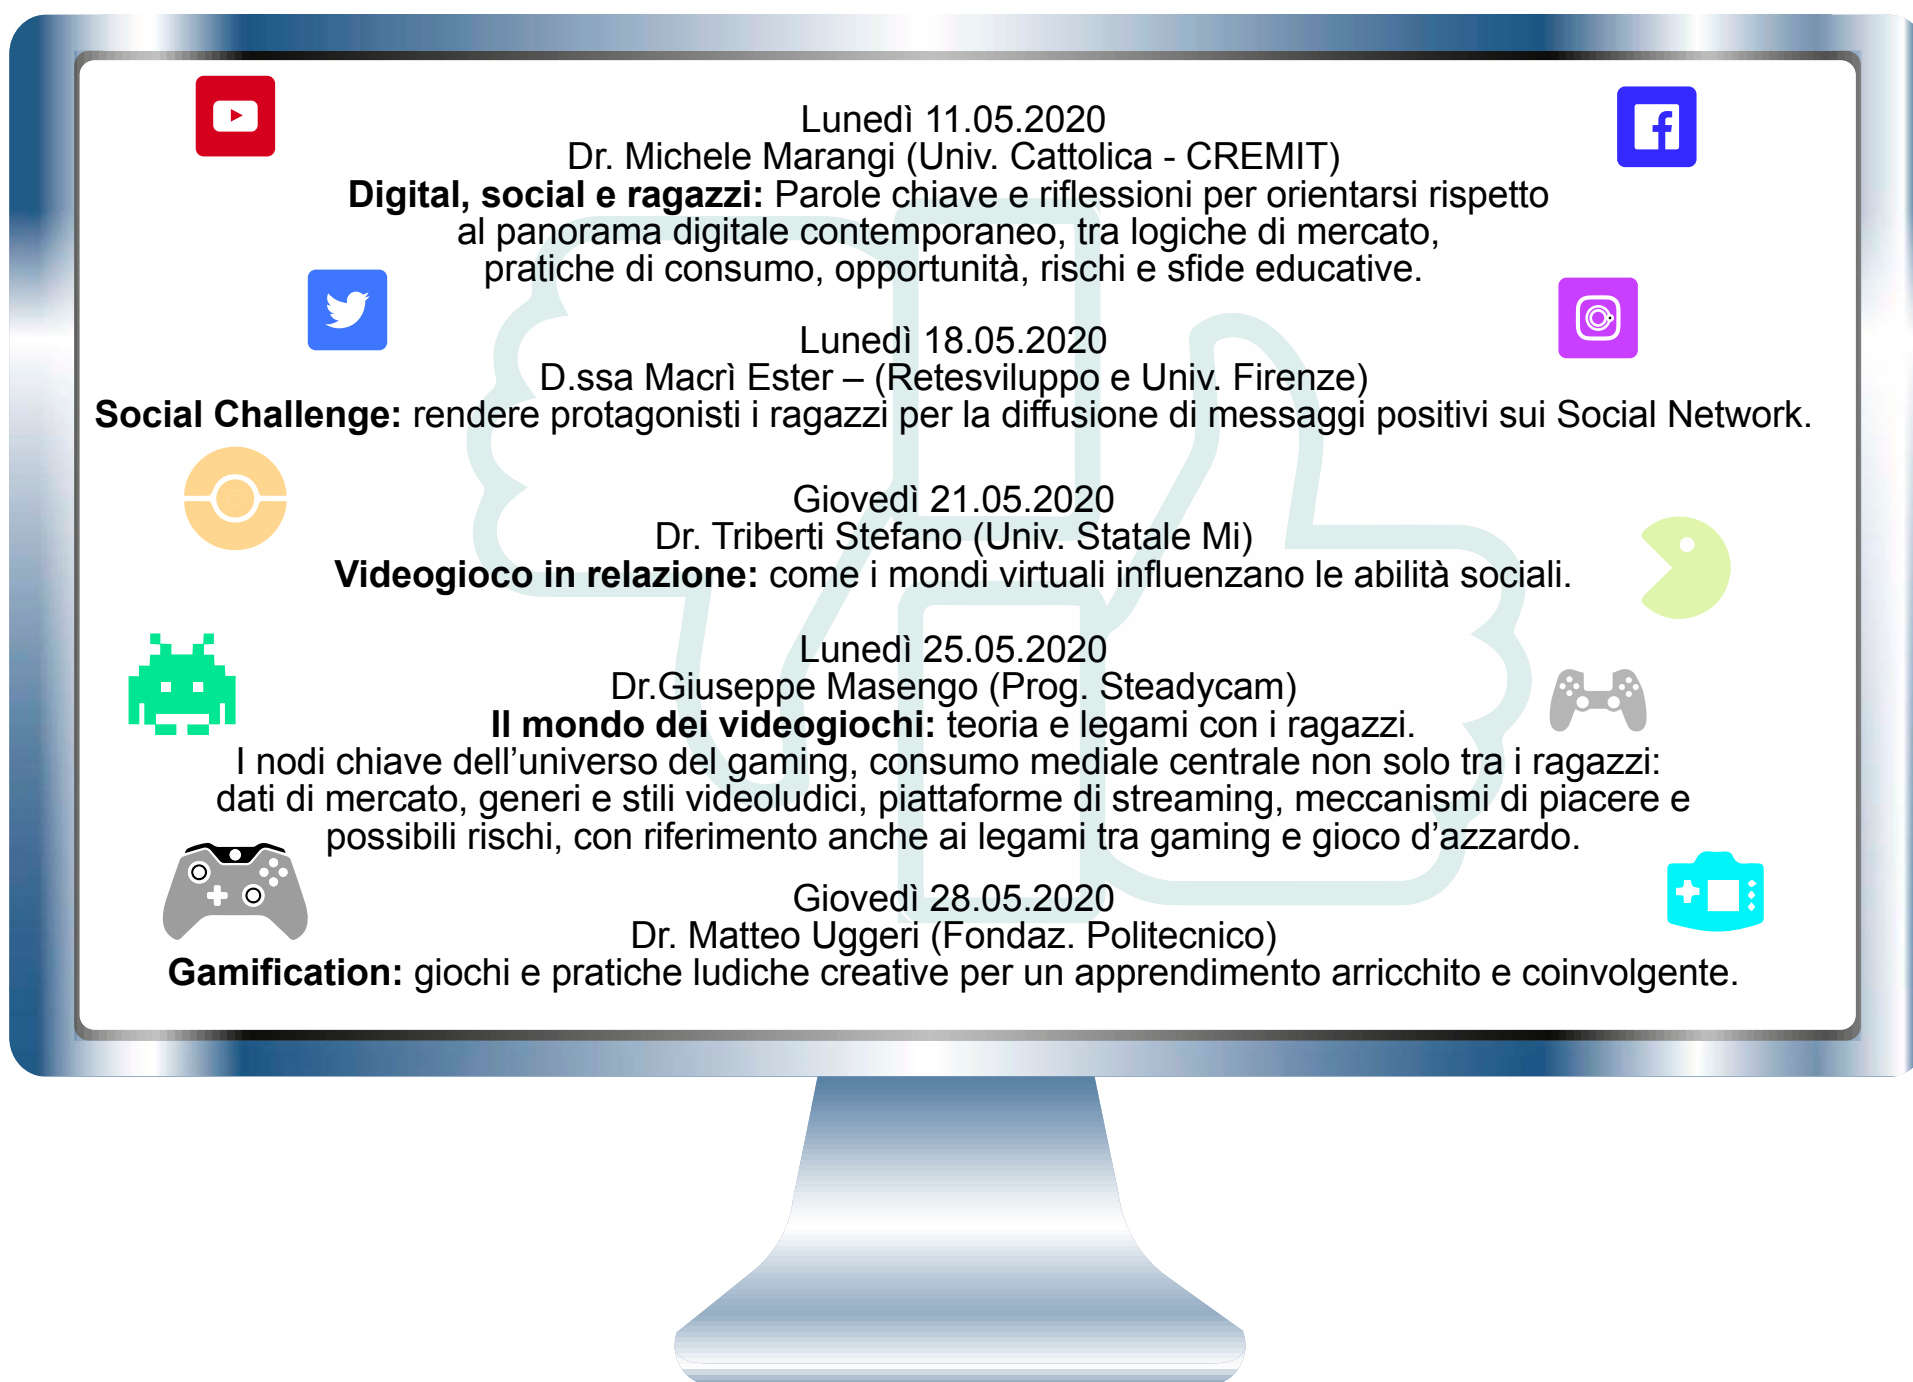 Lunedì 11.05.2020
Dr. Michele Marangi (Univ. Cattolica - CREMIT)
Digital, social e ragazzi: Parole chiave e riflessioni per orientarsi rispetto
al panorama digitale contemporaneo, tra logiche di mercato,
pratiche di consumo, opportunità, rischi e sfide educative.
Lunedì 18.05.2020
D.ssa Macrì Ester – (Retesviluppo e Univ. Firenze)
Social Challenge: rendere protagonisti i ragazzi per la diffusione di messaggi positivi sui Social Network.
Giovedì 21.05.2020
Dr. Triberti Stefano (Univ. Statale Mi)
Videogioco in relazione: come i mondi virtuali influenzano le abilità sociali.
Lunedì 25.05.2020
Dr.Giuseppe Masengo (Prog. Steadycam)
Il mondo dei videogiochi: teoria e legami con i ragazzi.
I nodi chiave dell’universo del gaming, consumo mediale centrale non solo tra i ragazzi:
dati di mercato, generi e stili videoludici, piattaforme di streaming, meccanismi di piacere e
possibili rischi, con riferimento anche ai legami tra gaming e gioco d’azzardo.
Giovedì 28.05.2020
Dr. Matteo Uggeri (Fondaz. Politecnico)
Gamification: giochi e pratiche ludiche creative per un apprendimento arricchito e coinvolgente.